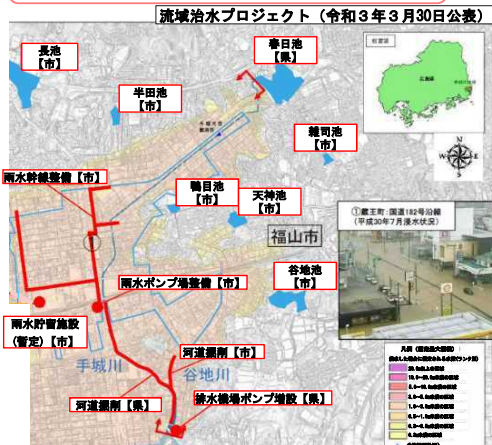 流域治水プロジェクト（令和３年３月30日公表）
長池
【市】
春日池
【県】
半田池
【市】
雑司池
【市】
雨水幹線整備【市】
鴨目池
【市】
天神池
【市】
福山市
①蔵王町：国道182号沿線
（平成30年7月浸水状況）
①
雨水ポンプ場整備【市】
谷地池
【市】
雨水貯留施設
（暫定）【市】
手城川
河道掘削【市】
谷地川
河道掘削【県】
排水機場ポンプ増設【県】
N
W
E
S